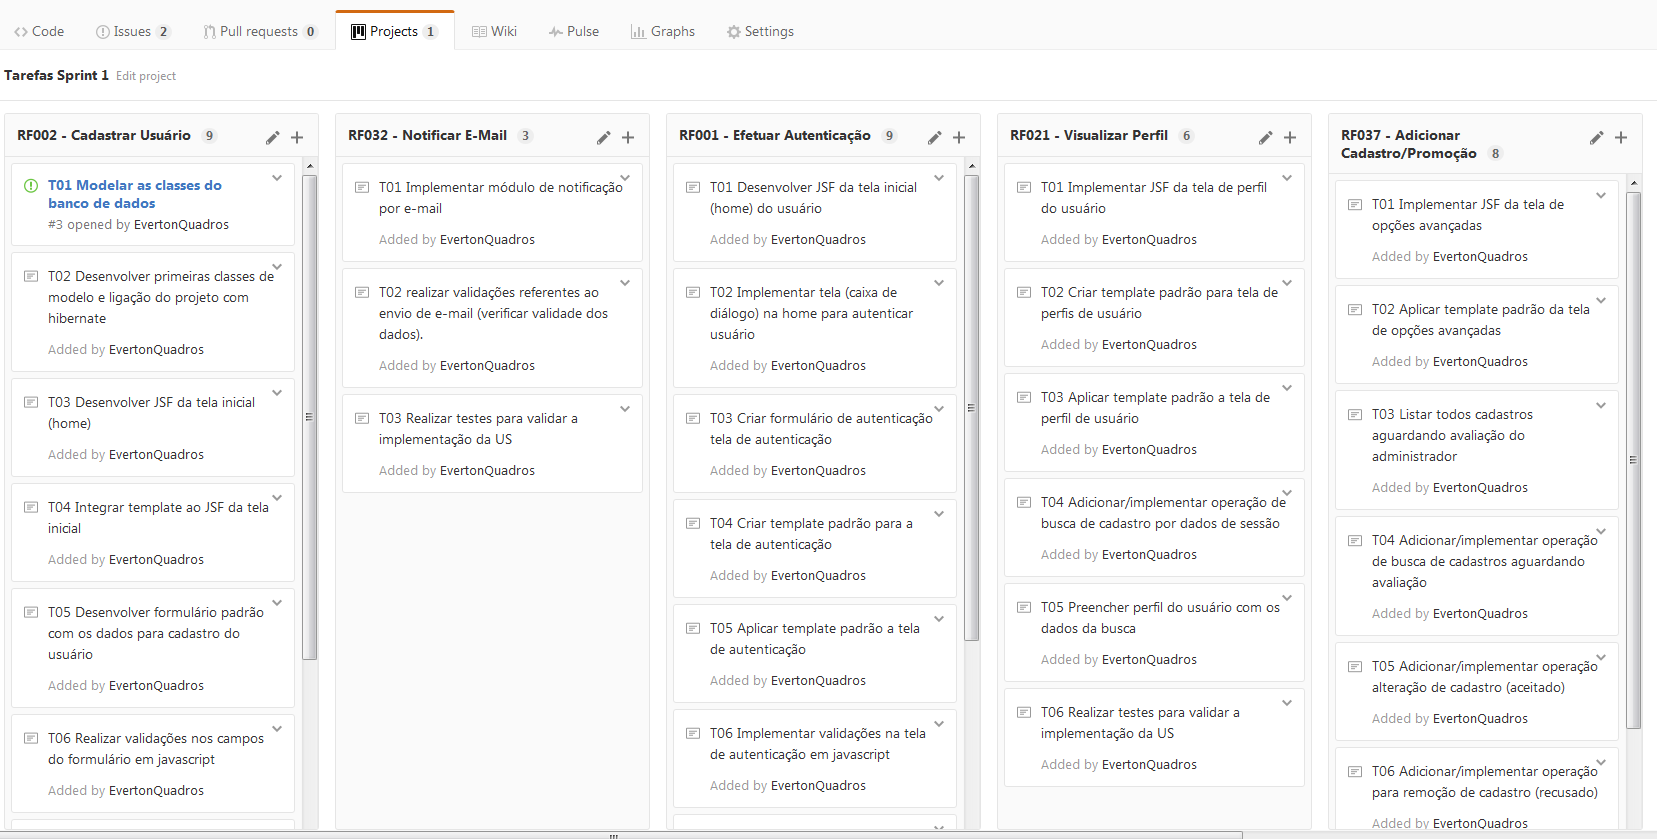 Code
Issues 2
Pull requests 0
Projects 1
Wiki
Pulse
Graphs
Settings
Tarefas Sprint 1 Edit project
RF002 - Cadastrar Usuário 9
T01 Modelar as classes do
banco de dados
#3 opened by EvertonQuadros
T02 Desenvolver primeiras classes de
modelo e ligação do projeto com
hibernate
Added by EvertonQuadros
T03 Desenvolver JSF da tela inicial
(home)
Added by EvertonQuadros
T04 Integrar template ao JSF da tela
inicial
Added by EvertonQuadros
T05 Desenvolver formulário padrão
com os dados para cadastro do
usuário
Added by EvertonQuadros
T06 Realizar validações nos campos
do formulário em javascript
Added by EvertonQuadros
RF032 - Notificar E-Mail 3
T01 Implementar módulo de notificação
por e-mail
Added by EvertonQuadros
T02 realizar validações referentes ao
envio de e-mail (verificar validade dos
dados).
Added by EvertonQuadros
T03 Realizar testes para validar a
implementação da US
Added by EvertonQuadros
RF001 - Efetuar Autenticação 9
T01 Desenvolver JSF da tela inicial
(home) do usuário
Added by EvertonQuadros
T02 Implementar tela (caixa de
diálogo) na home para autenticar
usuário
Added by EvertonQuadros
T03 Criar formulário de autenticação
tela de autenticação
Added by EvertonQuadros
T04 Criar template padrão para a
tela de autenticação
Added by EvertonQuadros
T05 Aplicar template padrão a tela
de autenticação
Added by EvertonQuadros
T06 Implementar validações na tela
de autenticação em javascript
Added by EvertonQuadros
RF021 - Visualizar Perfil 6
T01 Implementar JSF da tela de perfil
do usuário
Added by EvertonQuadros
T02 Criar template padrão para tela de
perfis de usuário
Added by EvertonQuadros
T03 Aplicar template padrão a tela de
perfil de usuário
Added by EvertonQuadros
T04 Adicionar/implementar operação de
busca de cadastro por dados de sessão
Added by EvertonQuadros
T05 Preencher perfil do usuário com os
dados da busca
Added by EvertonQuadros
T06 Realizar testes para validar a
implementação da US
Added by EvertonQuadros
RF037 - Adicionar
Cadastro/Promoção 8
T01 Implementar JSF da tela de
opções avançadas
Added by EvertonQuadros
T02 Aplicar template padrão da tela
de opções avançadas
Added by EvertonQuadros
T03 Listar todos cadastros
aguardando avaliação do
administrador
Added by EvertonQuadros
T04 Adicionar/implementar operação
de busca de cadastros aguardando
avaliação
Added by EvertonQuadros
T05 Adicionar/implementar operação
alteração de cadastro (aceitado)
Added by EvertonQuadros
T06 Adicionar/implementar operação
para remoção de cadastro (recusado)
Added by EvertonQuadros